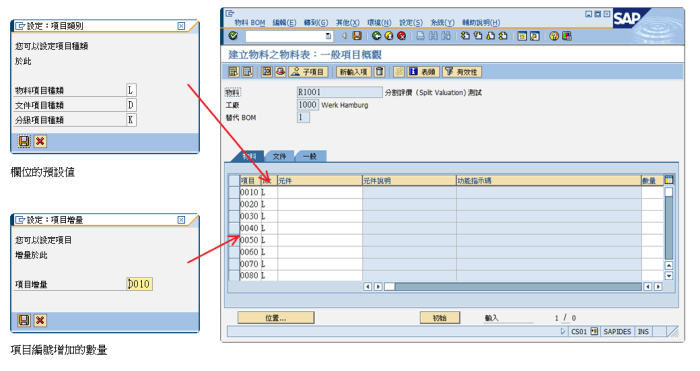 設定：項目類別
您可以設定項目種類
於此
物料項目種類 L
文件項目種類 D
分級項目種類 K
欄位的預設值
設定：項目增量
您可以設定項目
增量於此
項目增量 0010
項目編號增加的數量
物料 BOM 編輯(E) 轉到(G) 其他(X) 環境(N) 設定(S) 系統(Y) 輔助說明(H)
SAP
建立物料之物料表：一般項目概觀
子項目 新輸入項 表頭 有效性
物料 R1001 分割評價 (Split Valuation) 測試
工廠 1000 Werk Hamburg
替代 BOM 1
物料 文件 一般
項目 元件 元件說明 功能指示碼 數量
0010 L
0020 L
0030 L
0040 L
0050 L
0060 L
0070 L
0080 L
位置... 初始 輸入 1 / 0
CS01 SAPIDES INS